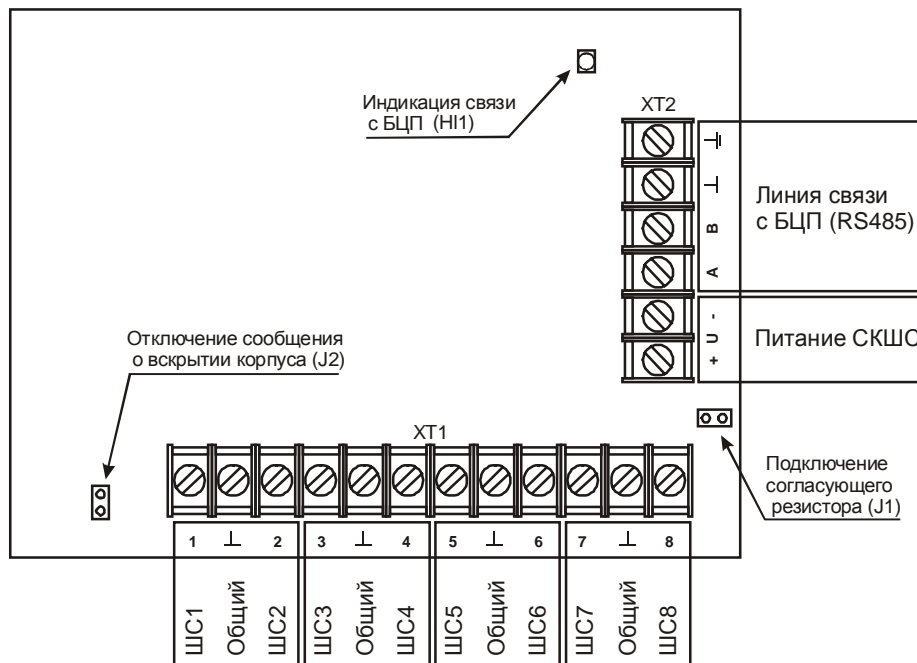 Индикация связи
с БЦП (HI1)
XT2
B
A
- U +
Линия связи
с БЦП (RS485)
Питание СКШС
Отключение сообщения
о вскрытии корпуса (J2)
XT1
Подключение
согласующего
резистора (J1)
1 2 3 4 5 6 7 8
ШС1 Общий ШС2 ШС3 Общий ШС4 ШС5 Общий ШС6 ШС7 Общий ШС8